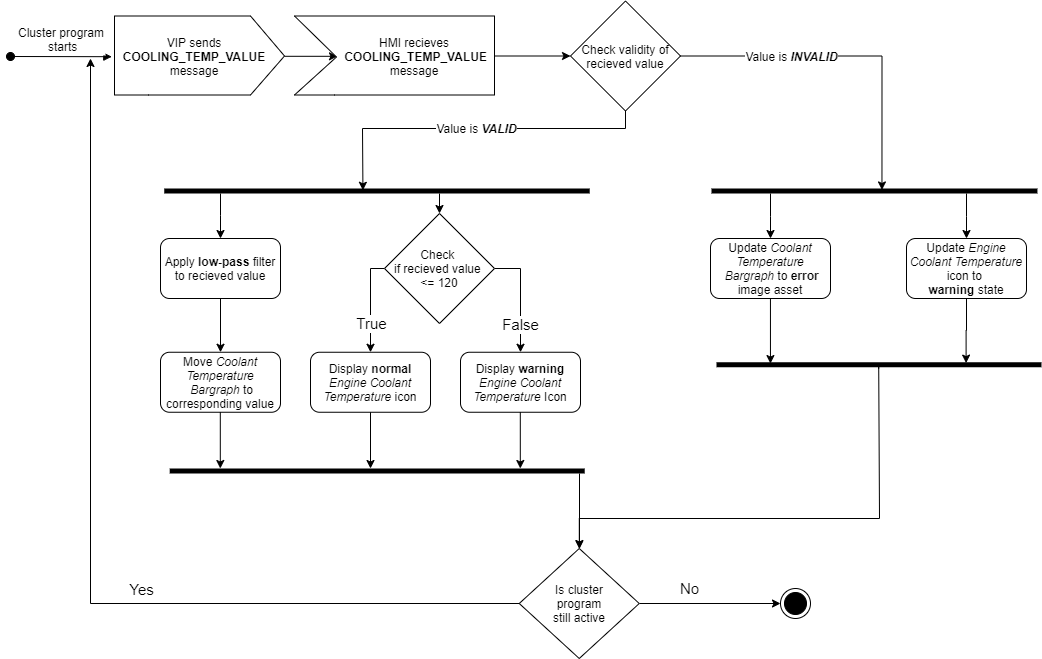 Cluster program
starts
VIP sends
COOLING_TEMP_VALUE
message
HMI recieves
COOLING_TEMP_VALUE
message
Check validity of
recieved value
Value is INVALID
Value is VALID
Apply low-pass filter
to recieved value
Check
if recieved value
<= 120
Update Coolant
Temperature
Bargraph to error
image asset
Update Engine
Coolant Temperature
icon to
warning state
True
False
Move Coolant
Temperature
Bargraph to
corresponding value
Display normal
Engine Coolant
Temperature icon
Display warning
Engine Coolant
Temperature Icon
Is cluster
program
still active
Yes
No